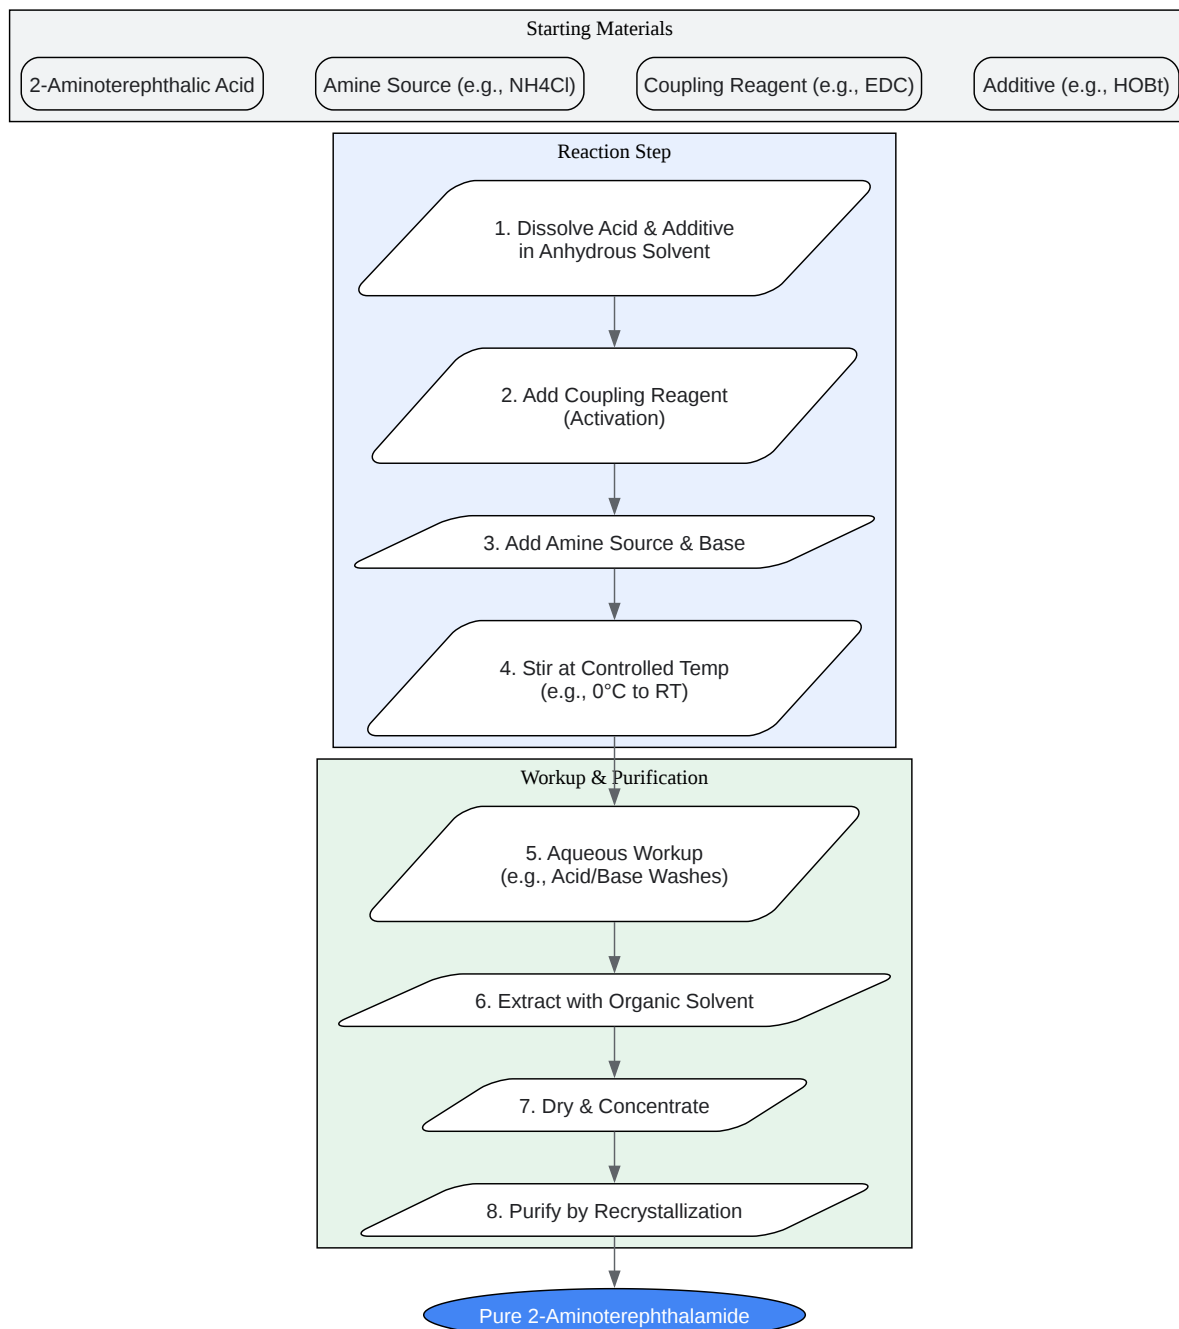 Starting Materials
2-Aminoterephthalic Acid
Amine Source (e.g., NH4Cl)
Coupling Reagent (e.g., EDC)
Additive (e.g., HOBt)
Reaction Step
1. Dissolve Acid & Additive
in Anhydrous Solvent
2. Add Coupling Reagent
(Activation)
3. Add Amine Source & Base
4. Stir at Controlled Temp
(e.g., 0°C to RT)
Workup & Purification
5. Aqueous Workup
(e.g., Acid/Base Washes)
6. Extract with Organic Solvent
7. Dry & Concentrate
8. Purify by Recrystallization
Pure 2-Aminoterephthalamide